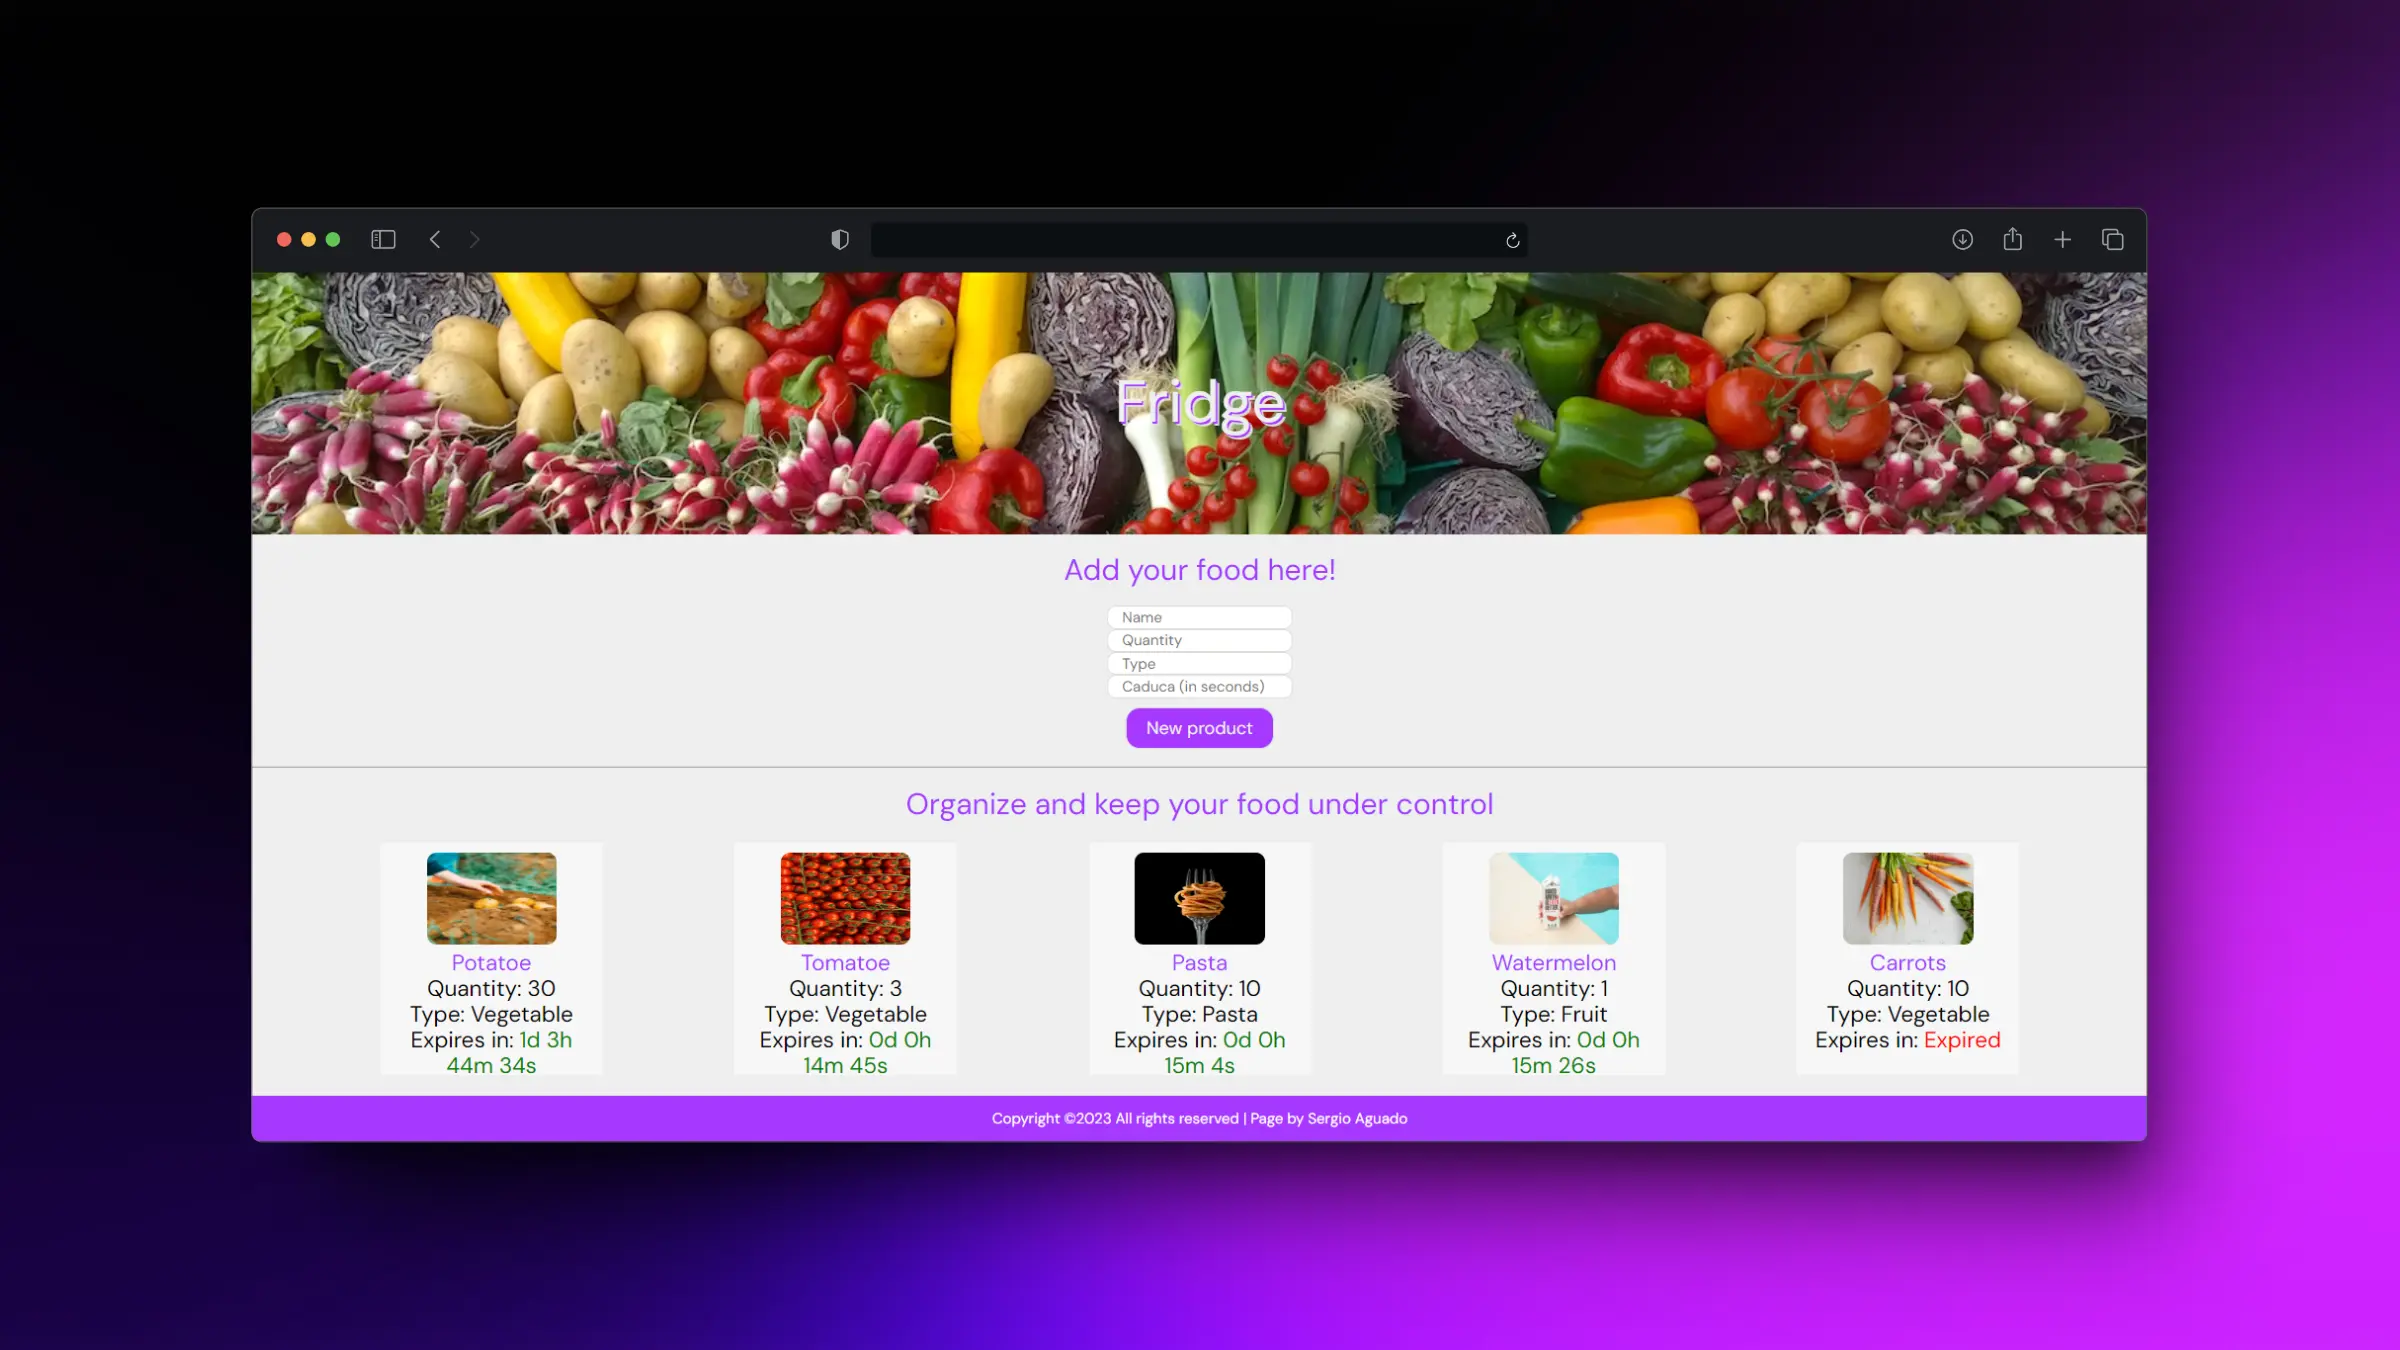 Fridge
Add your food here!
Name
Quantity
Type
Caduca (in seconds)
New product
Organize and keep your food under control
Potatoe
Quantity: 30
Type: Vegetable
Expires in: 1d 3h
44m 34s
Tomatoe
Quantity: 3
Type: Vegetable
Expires in: 0d 0h
14m 45s
Pasta
Quantity: 10
Type: Pasta
Expires in: 0d 0h
15m 4s
Watermelon
Quantity: 1
Type: Fruit
Expires in: 0d 0h
15m 26s
Carrots
Quantity: 10
Type: Vegetable
Expires in: Expired
Copyright ©2023 All rights reserved | Page by Sergio Aguado